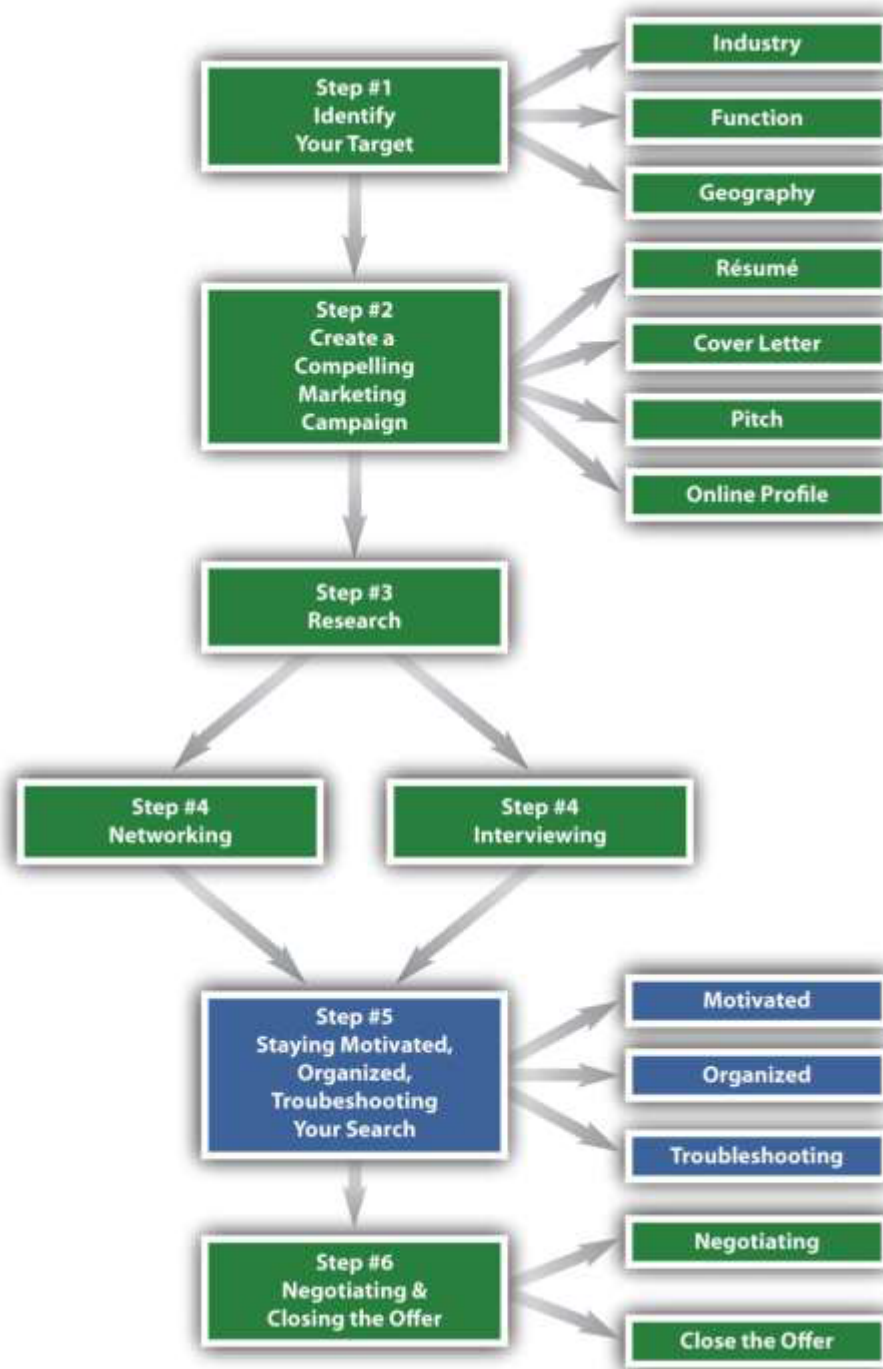 Step #1
Identify
Your Target
Industry
Function
Geography
Step #2
Create a
Compelling
Marketing
Campaign
Résumé
Cover Letter
Pitch
Online Profile
Step #3
Research
Step #4
Networking
Step #4
Interviewing
Step #5
Staying Motivated,
Organized,
Troubeshooting
Your Search
Motivated
Organized
Troubleshooting
Step #6
Negotiating &
Closing the Offer
Negotiating
Close the Offer